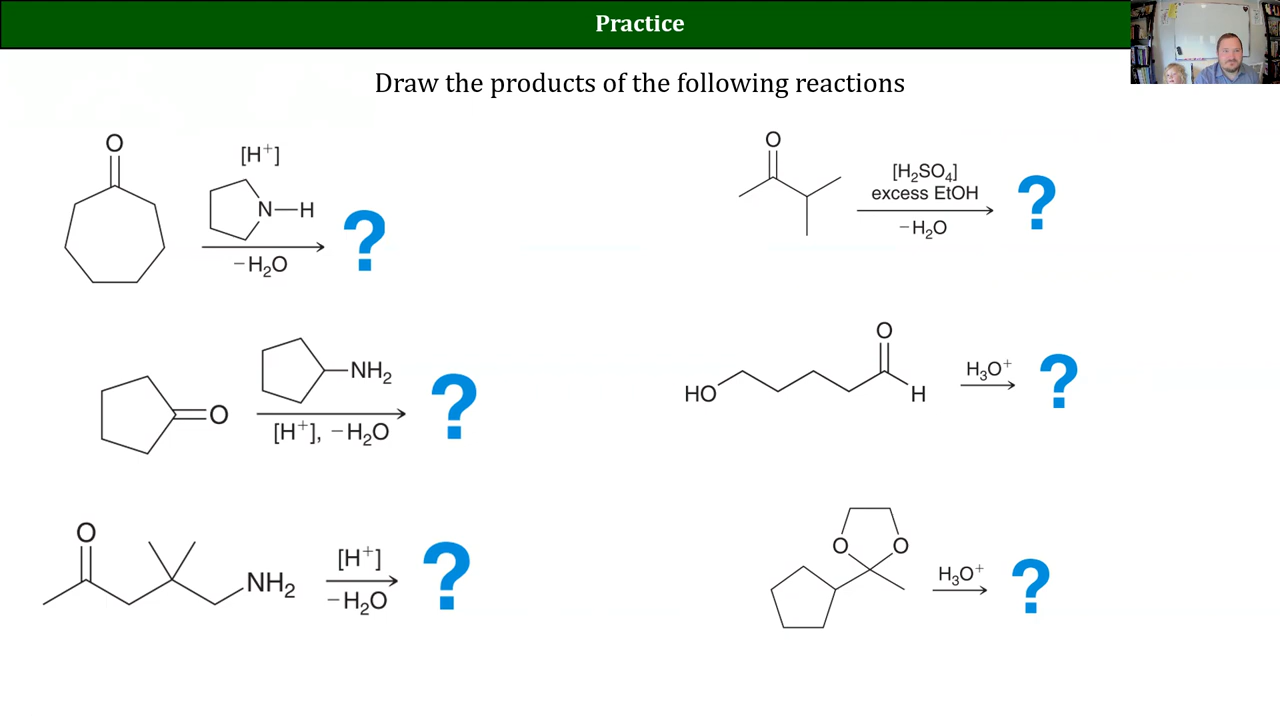 Practice
Draw the products of the following reactions
O
[H⁺]
N—H
−H₂O
?
O
[H₂SO₄]
excess EtOH
−H₂O
?
O
NH₂
[H⁺], −H₂O
?
HO
O
H
H₃O⁺
?
O
NH₂
[H⁺]
−H₂O
?
O
O
H₃O⁺
?